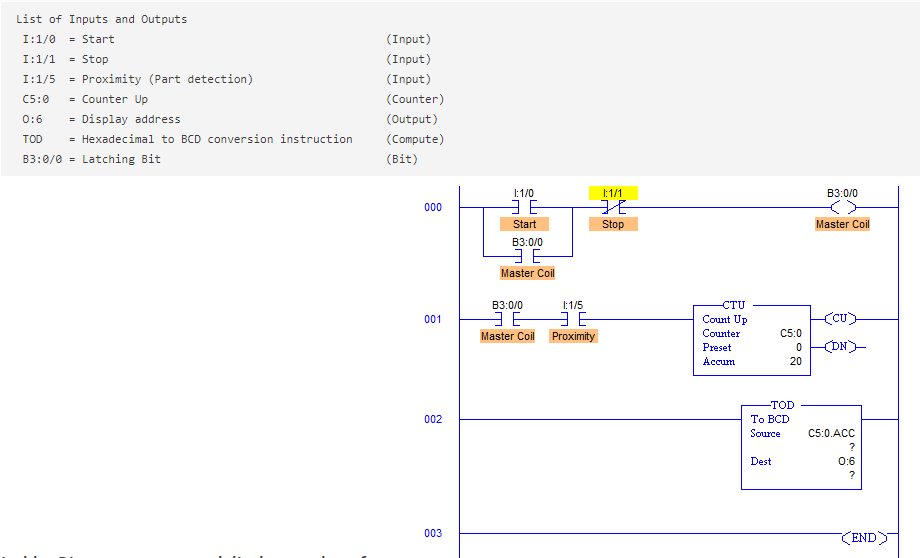 List of Inputs and Outputs
I:1/0 = Start (Input)
I:1/1 = Stop (Input)
I:1/5 = Proximity (Part detection) (Input)
C5:0 = Counter Up (Counter)
O:6 = Display address (Output)
TOD = Hexadecimal to BCD conversion instruction (Compute)
B3:0/0 = Latching Bit (Bit)
I:1/0 I:1/1 B3:0/0
000
Start Stop Master Coil
B3:0/0
Master Coil
B3:0/0 I:1/5 CTU
001 Count Up CU
Counter C5:0
Master Coil Proximity Preset 0 DN
Accum 20
TOD
002 To BCD
Source C5:0.ACC
?
Dest O:6
?
003 END